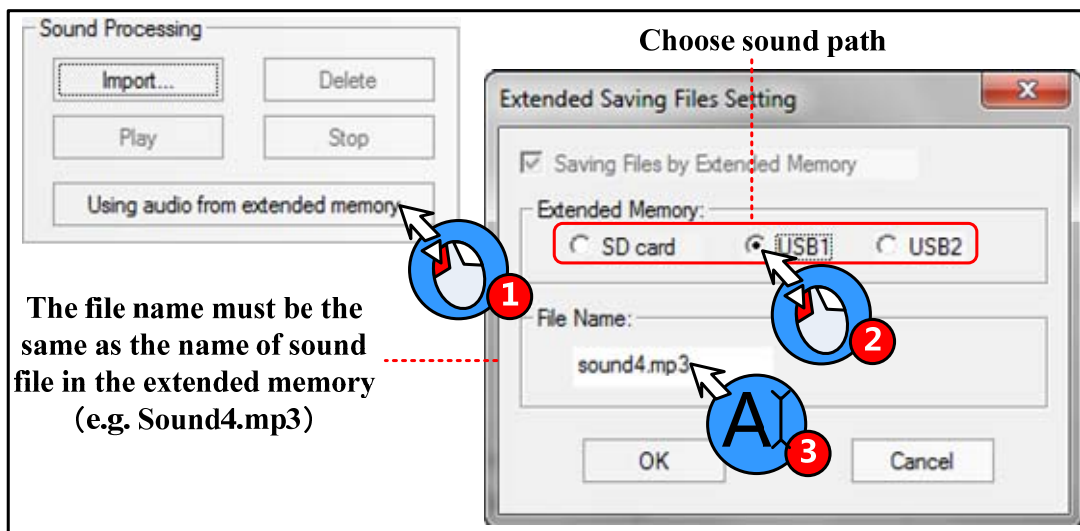 Sound Processing
Import...
Delete
Play
Stop
Using audio from extended memory
1
The file name must be the
same as the name of sound
file in the extended memory
(e.g. Sound4.mp3)
Choose sound path
Extended Saving Files Setting
Saving Files by Extended Memory
Extended Memory:
SD card USB1 USB2
2
File Name:
sound4.mp3
A
3
OK
Cancel